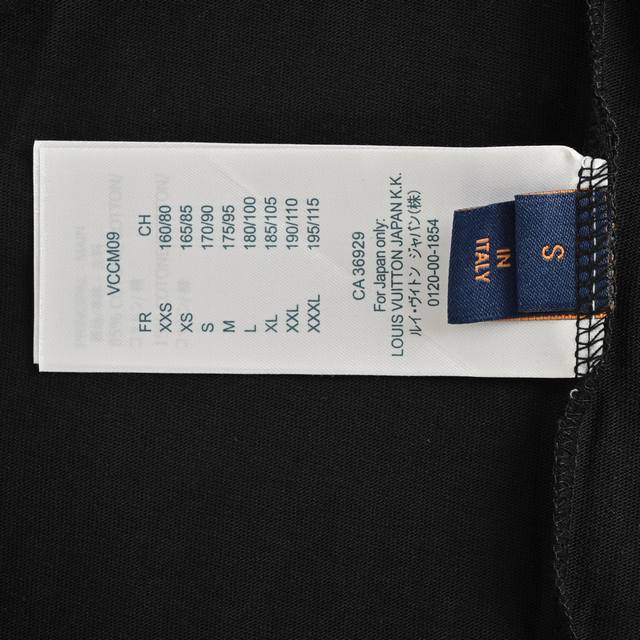 VCCM09
FR CH
XXS 160/80
XS 165/85
S 170/90
M 175/95
L 180/100
XL 185/105
XXL 190/110
XXXL 195/115
CA 36929
For Japan only:
LOUIS VUITTON JAPAN K.K.
ルイ・ヴィトン ジャパン(株)
0120-00-1854
IN
ITALY
S